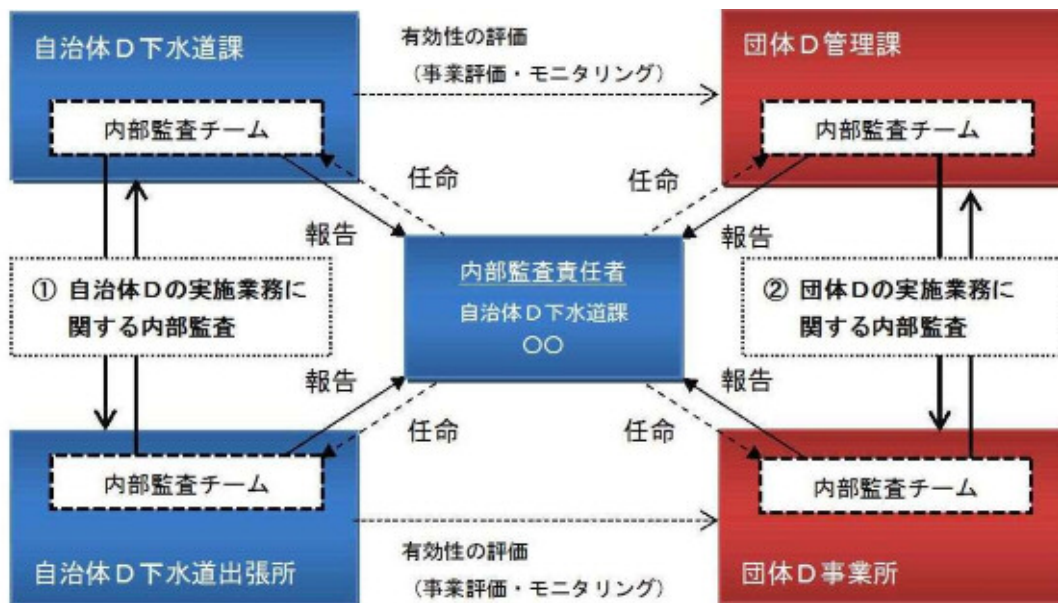 自治体D下水道課
内部監査チーム
有効性の評価
（事業評価・モニタリング）
団体D管理課
内部監査チーム
任命
任命
報告
報告
① 自治体Dの実施業務に
関する内部監査
内部監査責任者
自治体D下水道課
〇〇
② 団体Dの実施業務に
関する内部監査
報告
報告
任命
任命
内部監査チーム
自治体D下水道出張所
有効性の評価
（事業評価・モニタリング）
内部監査チーム
団体D事業所